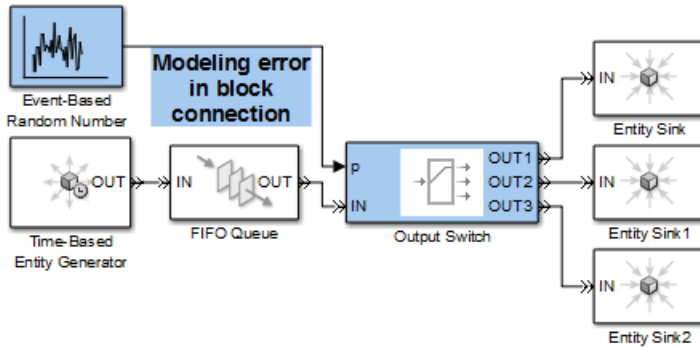 Modeling error
in block
connection
Event-Based
Random Number
OUT
Time-Based
Entity Generator
IN
OUT
FIFO Queue
p
IN
OUT1
OUT2
OUT3
Output Switch
IN
Entity Sink
IN
Entity Sink1
IN
Entity Sink2